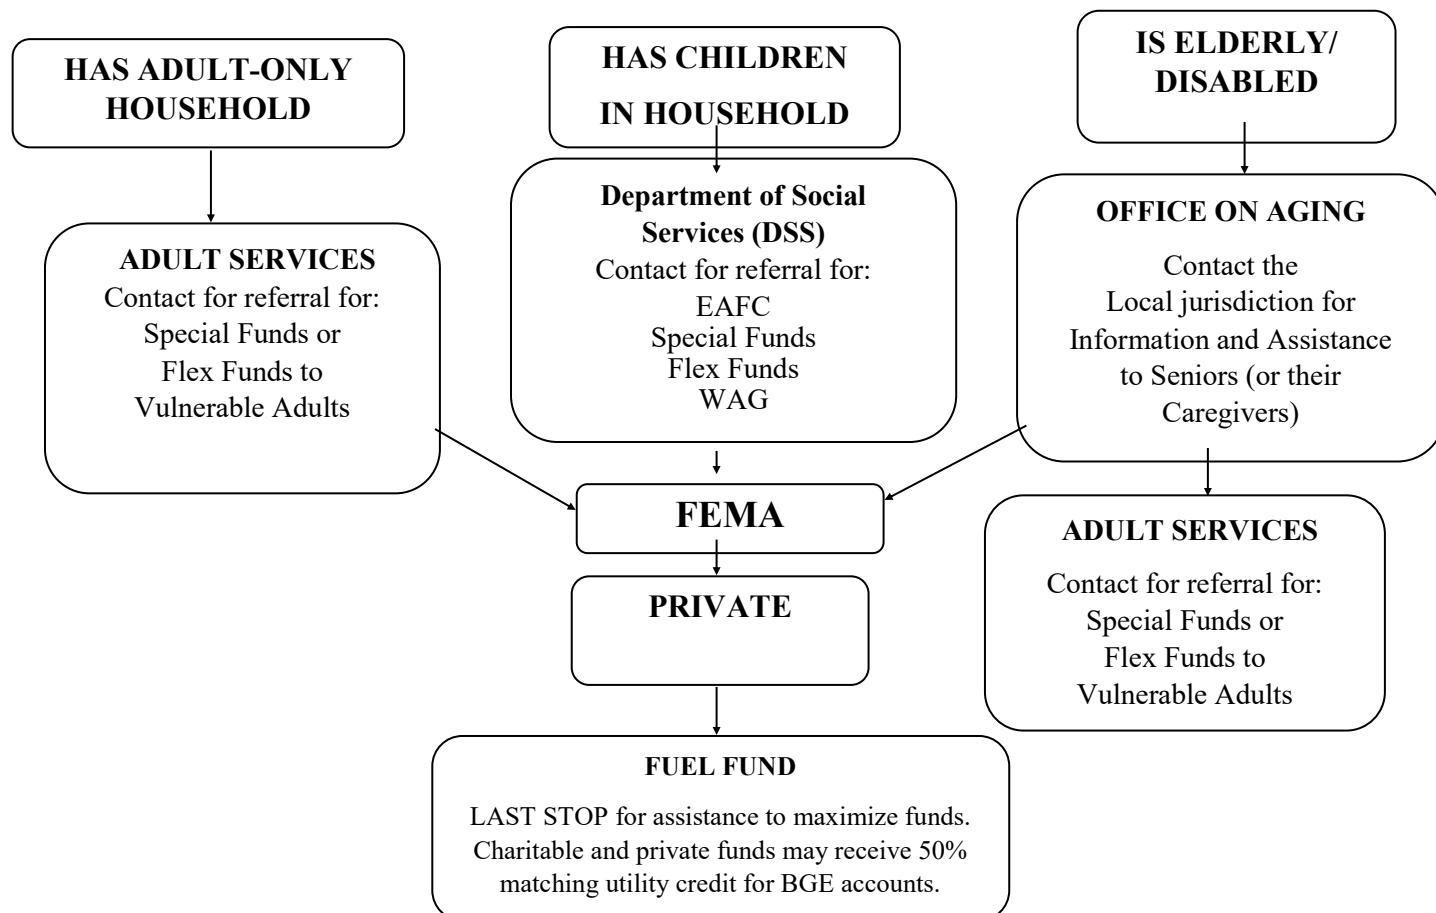 HAS ADULT-ONLY
HOUSEHOLD
HAS CHILDREN
IN HOUSEHOLD
IS ELDERLY/
DISABLED
ADULT SERVICES
Contact for referral for:
Special Funds or
Flex Funds to
Vulnerable Adults
Department of Social
Services (DSS)
Contact for referral for:
EAFC
Special Funds
Flex Funds
WAG
OFFICE ON AGING
Contact the
Local jurisdiction for
Information and Assistance
to Seniors (or their
Caregivers)
FEMA
ADULT SERVICES
Contact for referral for:
Special Funds or
Flex Funds to
Vulnerable Adults
PRIVATE
FUEL FUND
LAST STOP for assistance to maximize funds.
Charitable and private funds may receive 50%
matching utility credit for BGE accounts.